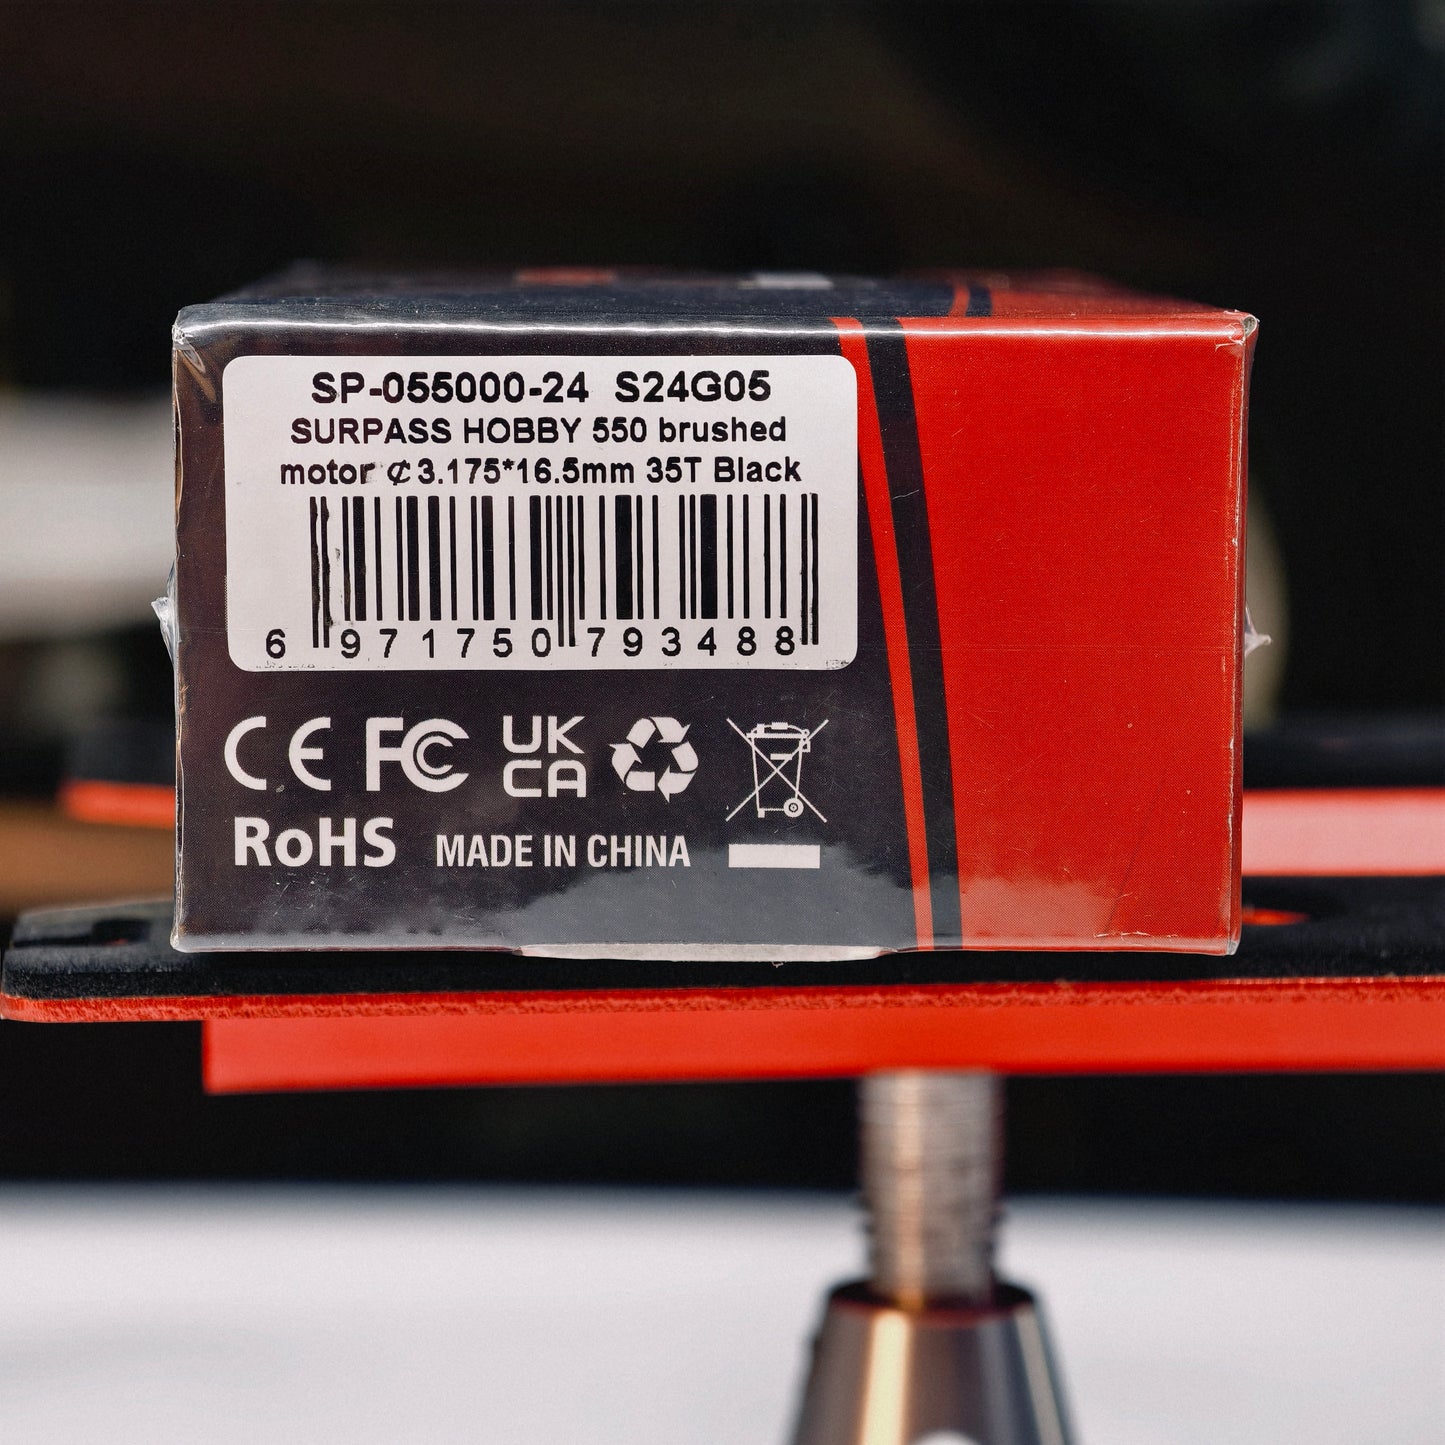 SP-055000-24 S24G05
SURPASS HOBBY 550 brushed
motor ₵ 3.175*16.5mm 35T Black
6 971750 793488
CE FC UK CA
RoHS MADE IN CHINA